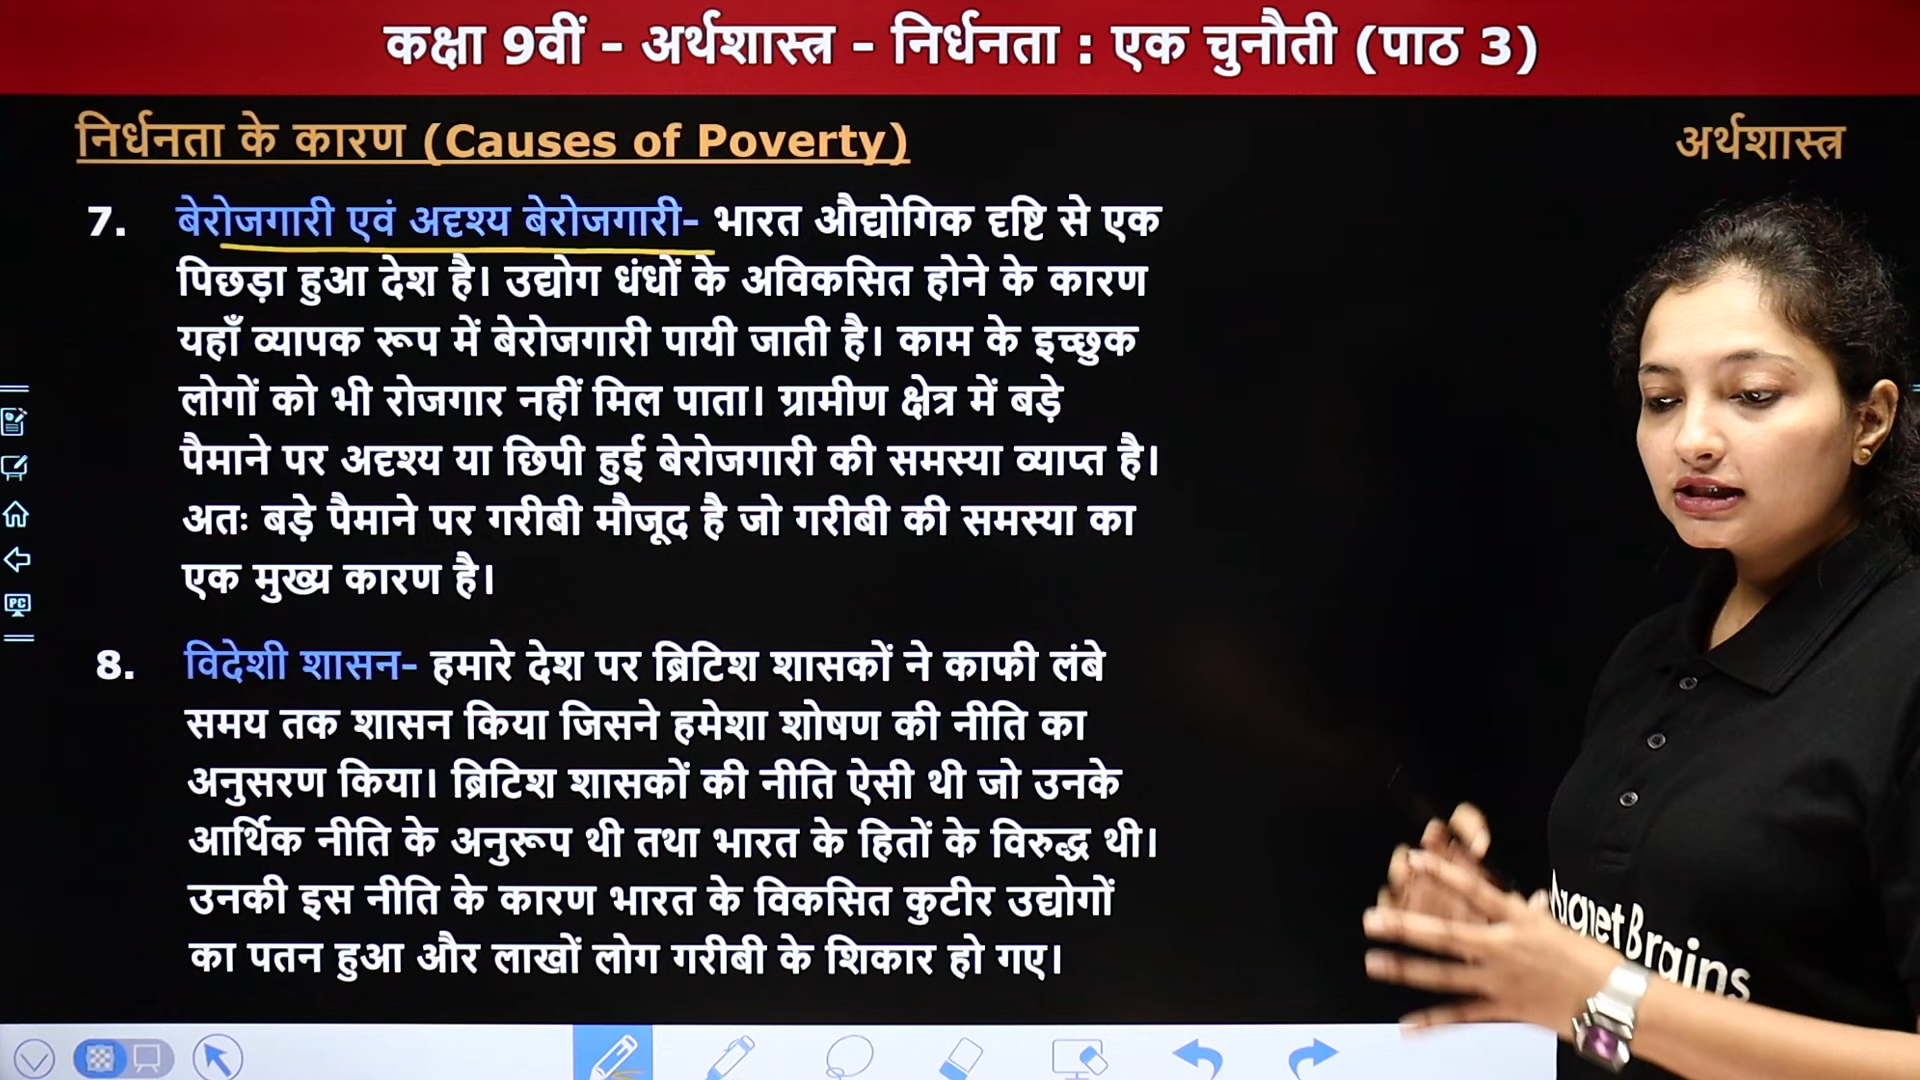 कक्षा 9वीं - अर्थशास्त्र - निर्धनता : एक चुनौती (पाठ 3)
निर्धनता के कारण (Causes of Poverty)
अर्थशास्त्र
7. बेरोजगारी एवं अदृश्य बेरोजगारी- भारत औद्योगिक दृष्टि से एक
पिछड़ा हुआ देश है। उद्योग धंधों के अविकसित होने के कारण
यहाँ व्यापक रूप में बेरोजगारी पायी जाती है। काम के इच्छुक
लोगों को भी रोजगार नहीं मिल पाता। ग्रामीण क्षेत्र में बड़े
पैमाने पर अदृश्य या छिपी हुई बेरोजगारी की समस्या व्याप्त है।
अतः बड़े पैमाने पर गरीबी मौजूद है जो गरीबी की समस्या का
एक मुख्य कारण है।
8. विदेशी शासन- हमारे देश पर ब्रिटिश शासकों ने काफी लंबे
समय तक शासन किया जिसने हमेशा शोषण की नीति का
अनुसरण किया। ब्रिटिश शासकों की नीति ऐसी थी जो उनके
आर्थिक नीति के अनुरूप थी तथा भारत के हितों के विरुद्ध थी।
उनकी इस नीति के कारण भारत के विकसित कुटीर उद्योगों
का पतन हुआ और लाखों लोग गरीबी के शिकार हो गए।
PC
Brains